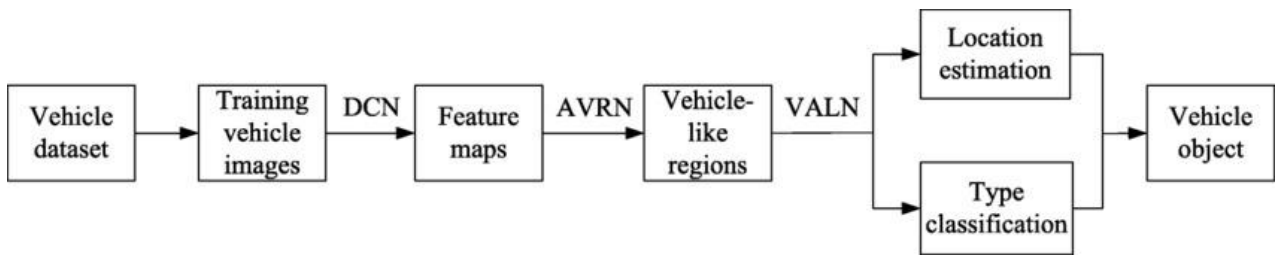 Vehicle
dataset
Training
vehicle
images
DCN
Feature
maps
AVRN
Vehicle-
like
regions
VALN
Location
estimation
Type
classification
Vehicle
object